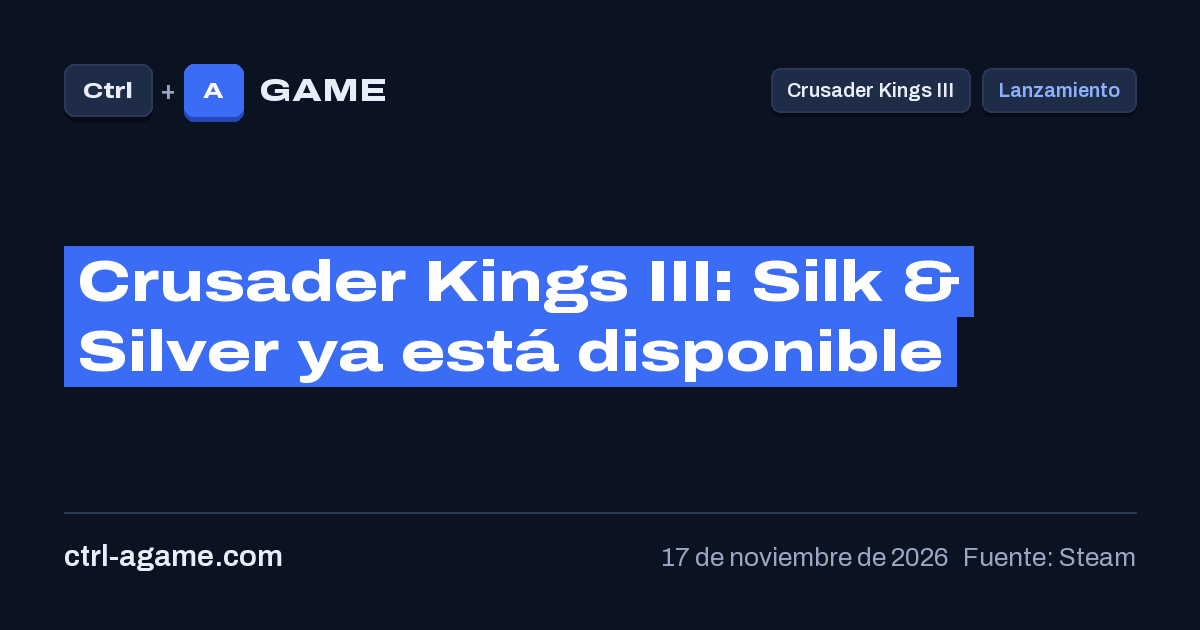 Ctrl + A GAME
Crusader Kings III
Lanzamiento
Crusader Kings III: Silk &
Silver ya está disponible
ctrl-agame.com
17 de noviembre de 2026 Fuente: Steam